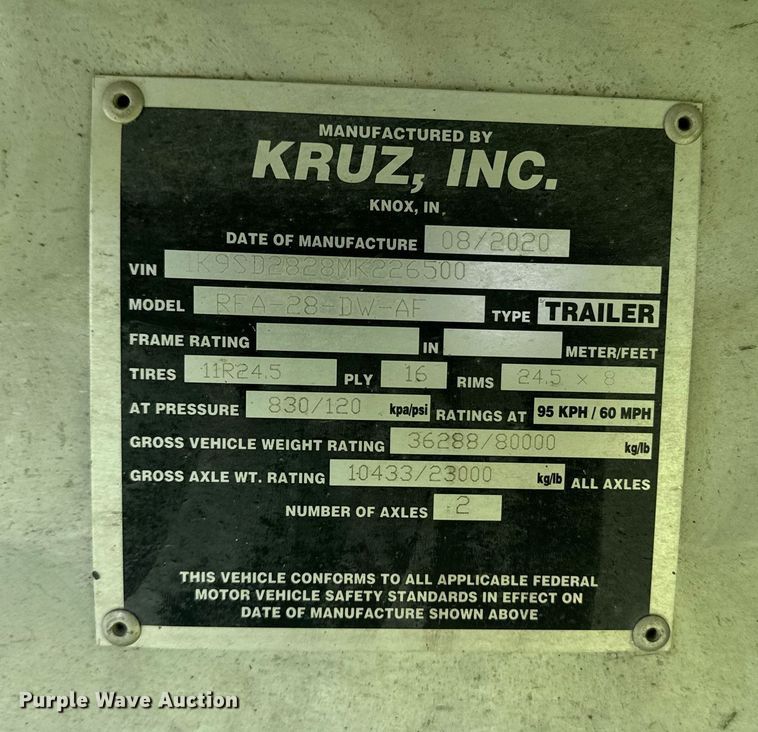 MANUFACTURED BY
KRUZ, INC.
KNOX, IN
DATE OF MANUFACTURE 08/2020
VIN 1K9SD2828MK226500
MODEL RFA-28-DW-AF TYPE TRAILER
FRAME RATING IN METER/FEET
TIRES 11R24.5 PLY 16 RIMS 24.5 x 8
AT PRESSURE 830/120 kpa/psi RATINGS AT 95 KPH / 60 MPH
GROSS VEHICLE WEIGHT RATING 36288/80000 kg/lb
GROSS AXLE WT. RATING 10433/23000 kg/lb ALL AXLES
NUMBER OF AXLES 2
THIS VEHICLE CONFORMS TO ALL APPLICABLE FEDERAL
MOTOR VEHICLE SAFETY STANDARDS IN EFFECT ON
DATE OF MANUFACTURE SHOWN ABOVE
Purple Wave Auction